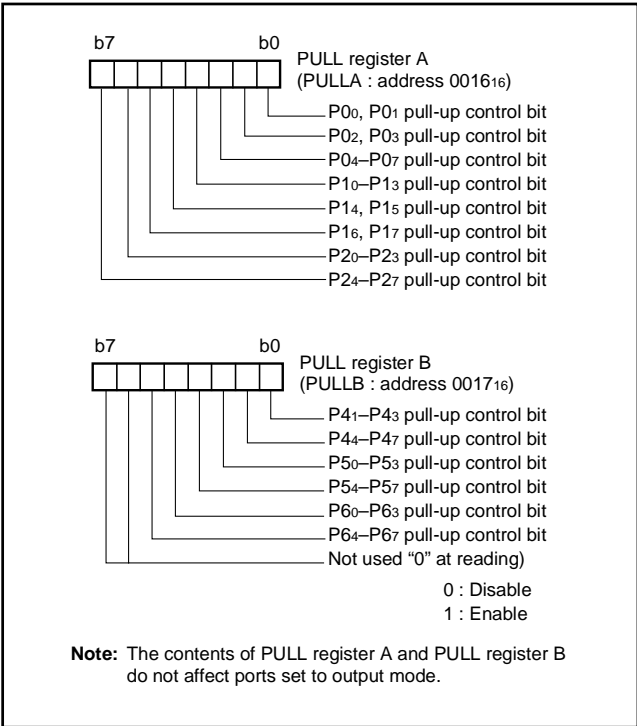 b7 b0
PULL register A
(PULLA : address 001616)
P00, P01 pull-up control bit
P02, P03 pull-up control bit
P04–P07 pull-up control bit
P10–P13 pull-up control bit
P14, P15 pull-up control bit
P16, P17 pull-up control bit
P20–P23 pull-up control bit
P24–P27 pull-up control bit
b7 b0
PULL register B
(PULLB : address 001716)
P41–P43 pull-up control bit
P44–P47 pull-up control bit
P50–P53 pull-up control bit
P54–P57 pull-up control bit
P60–P63 pull-up control bit
P64–P67 pull-up control bit
Not used “0” at reading)
0 : Disable
1 : Enable
Note: The contents of PULL register A and PULL register B
do not affect ports set to output mode.